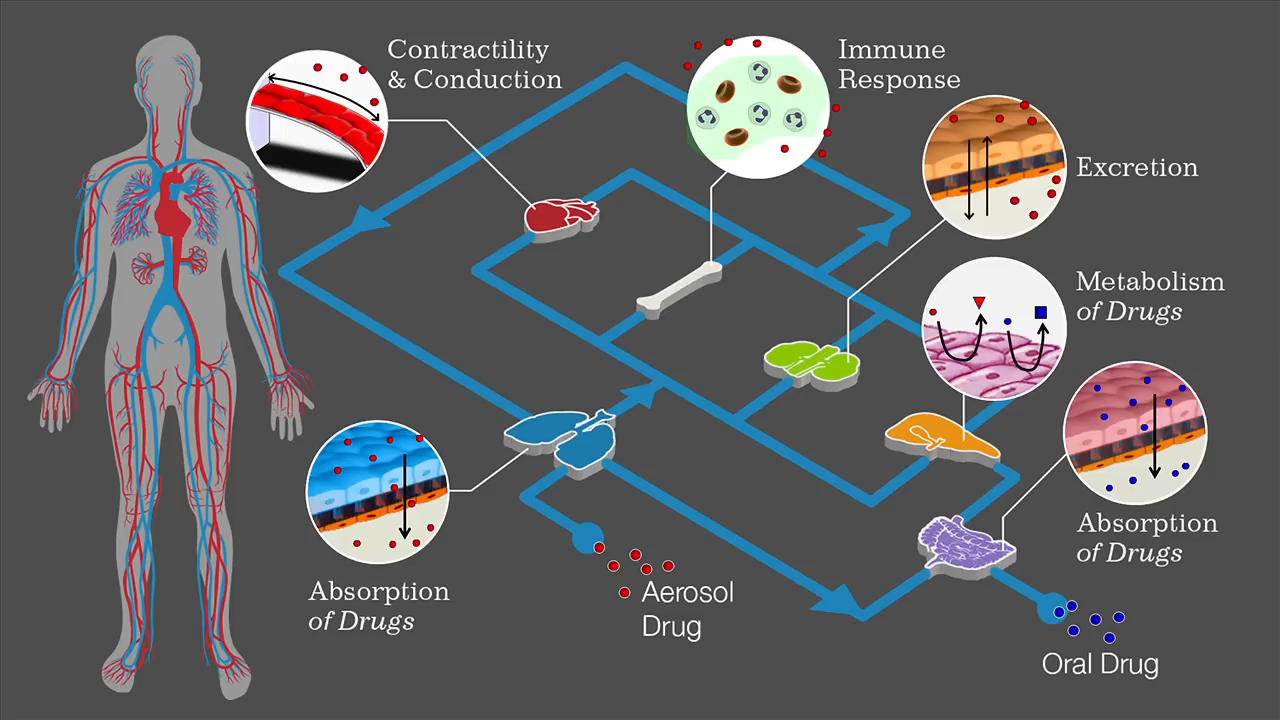 Contractility
& Conduction
Immune
Response
Excretion
Metabolism
of Drugs
Absorption
of Drugs
Absorption
of Drugs
Aerosol
Drug
Oral Drug